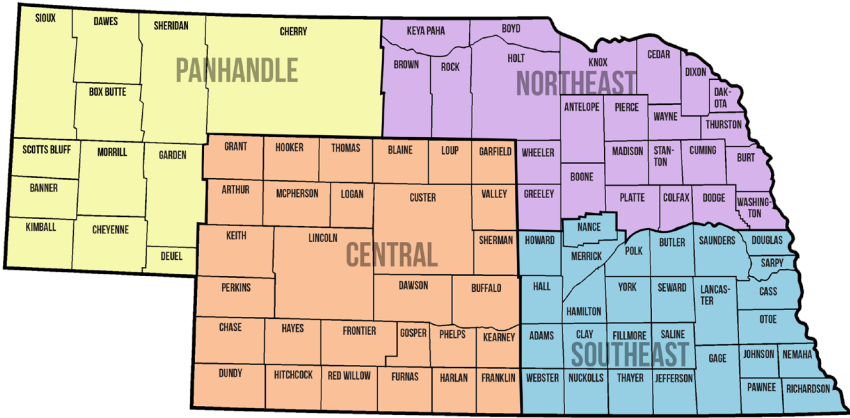 SIOUX
DAWES
SHERIDAN
CHERRY
KEYA PAHA
BOYD
BROWN
ROCK
HOLT
KNOX
CEDAR
DIXON
DAK-
OTA
PANHANDLE
NORTHEAST
BOX BUTTE
ANTELOPE
PIERCE
WAYNE
THURSTON
SCOTTS BLUFF
MORRILL
GARDEN
GRANT
HOOKER
THOMAS
BLAINE
LOUP
GARFIELD
WHEELER
BOONE
MADISON
STAN-
TON
CUMING
BURT
BANNER
ARTHUR
MCPHERSON
LOGAN
CUSTER
VALLEY
GREELEY
PLATTE
COLFAX
DODGE
WASHING-
TON
KIMBALL
CHEYENNE
DEUEL
KEITH
LINCOLN
CENTRAL
SHERMAN
HOWARD
NANCE
MERRICK
POLK
BUTLER
SAUNDERS
DOUGLAS
SARPY
PERKINS
DAWSON
BUFFALO
HALL
HAMILTON
YORK
SEWARD
LANCAS-
TER
CASS
OTOE
CHASE
HAYES
FRONTIER
GOSPER
PHELPS
KEARNEY
ADAMS
CLAY
FILLMORE
SALINE
SOUTHEAST
GAGE
JOHNSON
NEMAHA
DUNDY
HITCHCOCK
RED WILLOW
FURNAS
HARLAN
FRANKLIN
WEBSTER
NUCKOLLS
THAYER
JEFFERSON
PAWNEE
RICHARDSON